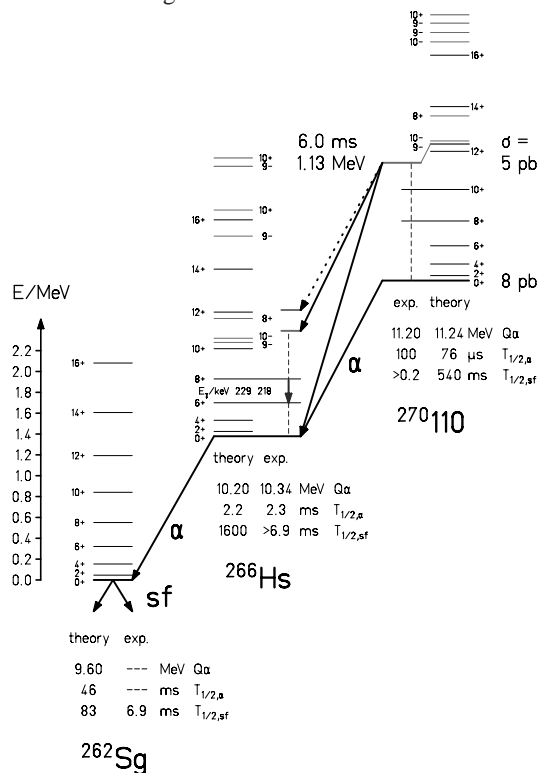 10+
9-
9-
10-
16+
14+
8+
10-
9-
12+
σ =
5 pb
10+
8+
6+
4+
2+
0+
8 pb
6.0 ms
1.13 MeV
exp. theory
11.20 11.24 MeV Qα
100 76 μs T1/2,α
>0.2 540 ms T1/2,sf
270110
α
10+
9-
10+
16+
9-
14+
12+
8+
10-
9-
10+
8+
Eγ/keV 229 218
6+
4+
2+
0+
theory exp.
10.20 10.34 MeV Qα
2.2 2.3 ms T1/2,α
1600 >6.9 ms T1/2,sf
266Hs
α
E/MeV
2.2
2.0
1.8
1.6
1.4
1.2
1.0
0.8
0.6
0.4
0.2
0.0
16+
14+
12+
10+
8+
6+
4+
2+
0+
sf
theory exp.
9.60 --- MeV Qα
46 --- ms T1/2,α
83 6.9 ms T1/2,sf
262Sg